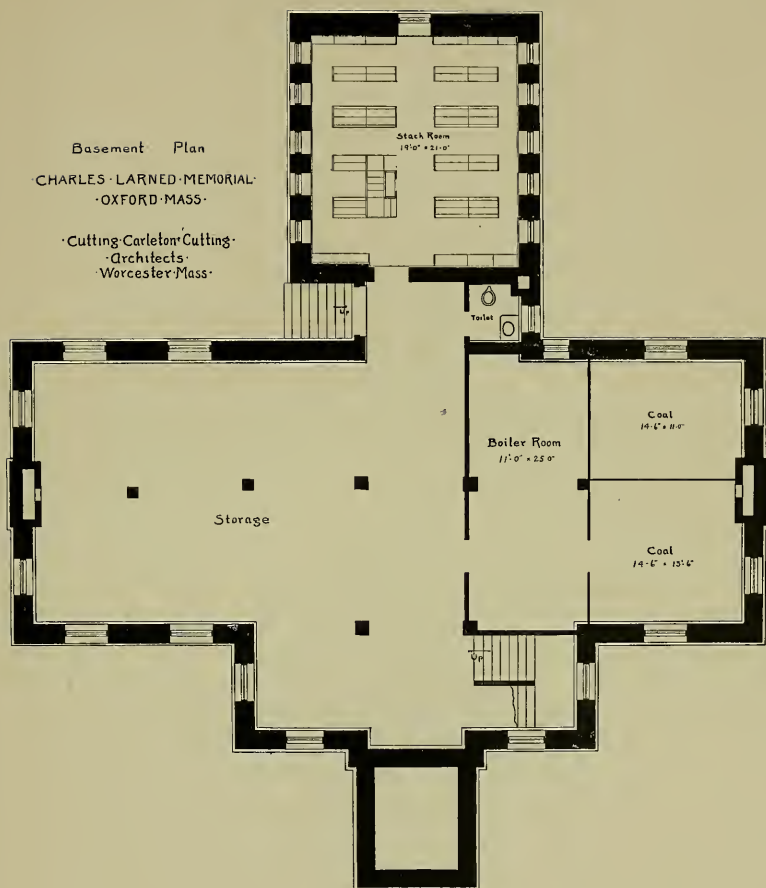 Basement Plan
·CHARLES·LARNED·MEMORIAL·
·OXFORD·MASS·
·Cutting·Carleton & Cutting·
·Architects·
·Worcester·Mass·
Stack Room
19'-0" × 21-0"
UP
Toilet
Boiler Room
11'-0" × 25-0"
Coal
14-6" × 11-0"
Storage
Coal
14-6" × 13'-6"
UP